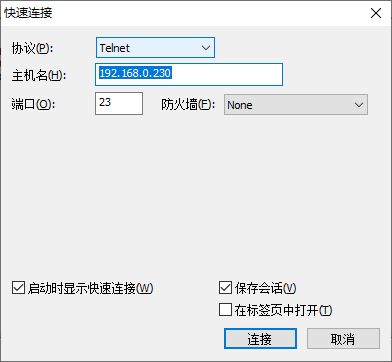 快速连接
协议(P): Telnet
主机名(H): 192.168.0.230
端口(O): 23 防火墙(F): None
启动时显示快速连接(W) 保存会话(V)
在标签页中打开(T)
连接 取消